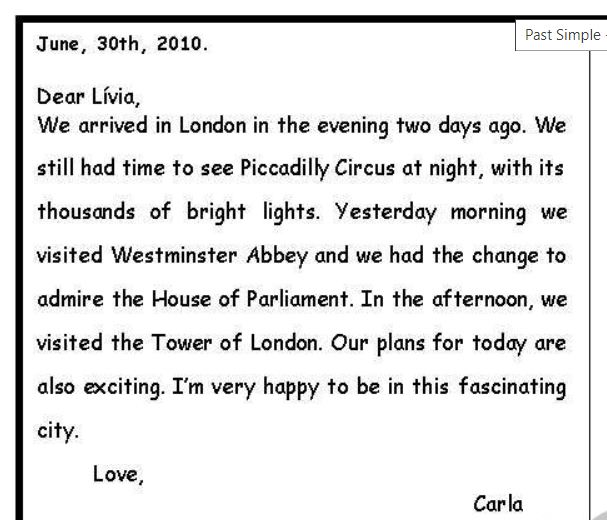 Past Simple -
June, 30th, 2010.
Dear Lívia,
We arrived in London in the evening two days ago. We
still had time to see Piccadilly Circus at night, with its
thousands of bright lights. Yesterday morning we
visited Westminster Abbey and we had the change to
admire the House of Parliament. In the afternoon, we
visited the Tower of London. Our plans for today are
also exciting. I'm very happy to be in this fascinating
city.
Love,
Carla